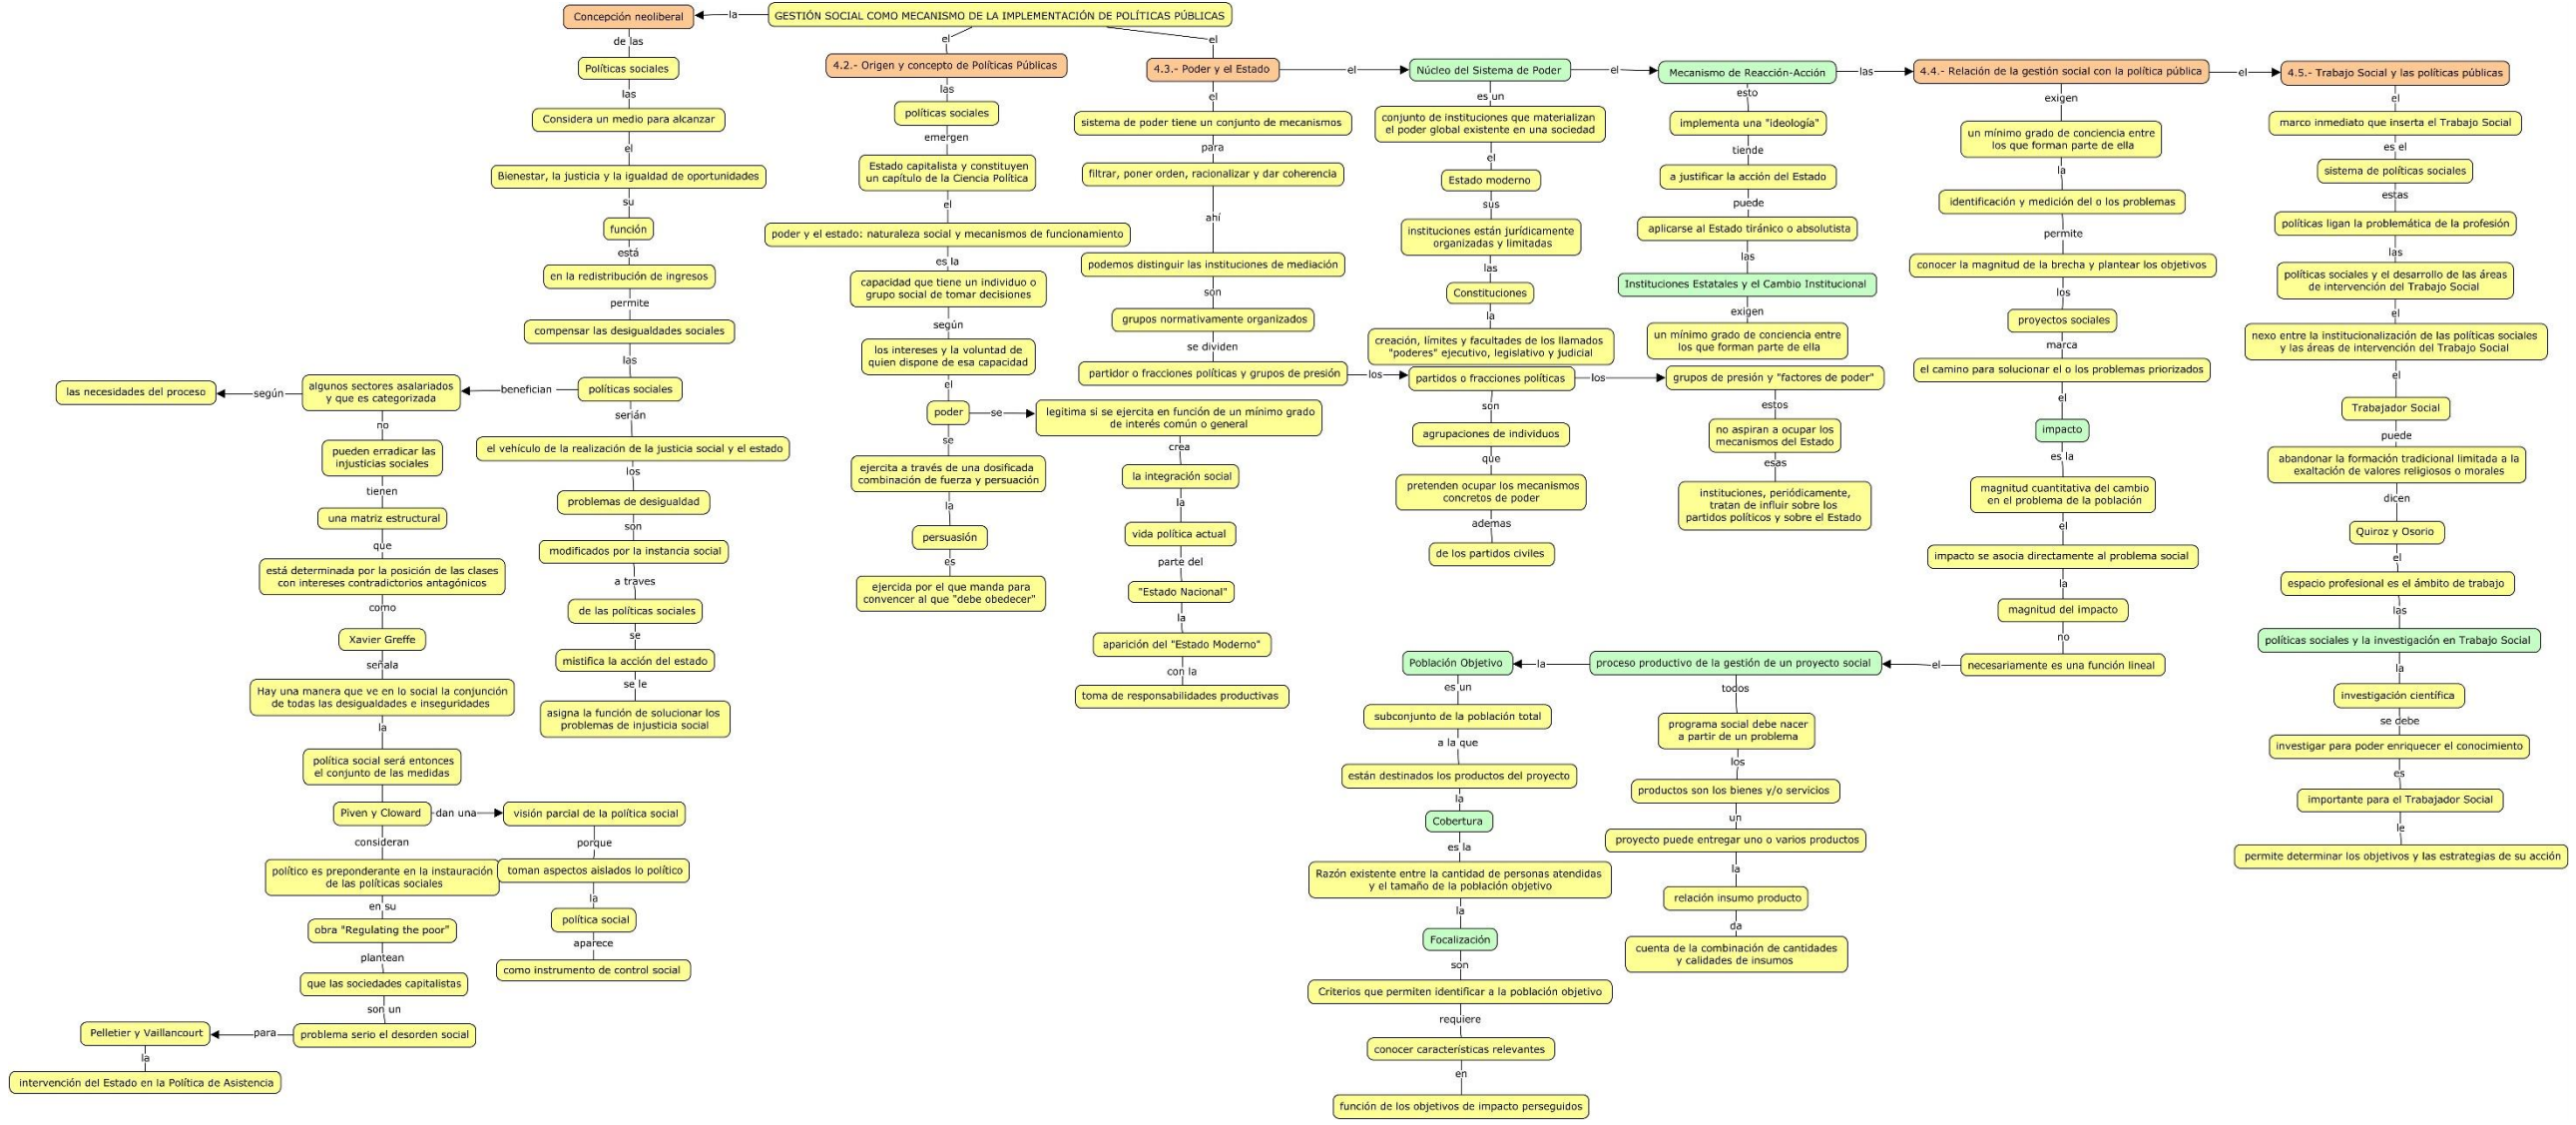 GESTIÓN SOCIAL COMO MECANISMO DE LA IMPLEMENTACIÓN DE POLÍTICAS PÚBLICAS
la
Concepción neoliberal
de las
Políticas sociales
las
Considera un medio para alcanzar
el
Bienestar, la justicia y la igualdad de oportunidades
su
función
está
en la redistribución de ingresos
permite
compensar las desigualdades sociales
las
políticas sociales
benefician
algunos sectores asalariados
y que es categorizada
según
las necesidades del proceso
no
pueden erradicar las
injusticias sociales
tienen
una matriz estructural
que
está determinada por la posición de las clases
con intereses contradictorios antagónicos
como
Xavier Greffe
señala
Hay una manera que ve en lo social la conjunción
de todas las desigualdades e inseguridades
la
política social será entonces
el conjunto de las medidas
Piven y Cloward
dan una
visión parcial de la política social
porque
toman aspectos aislados lo político
la
política social
aparece
como instrumento de control social
consideran
político es preponderante en la instauración
de las políticas sociales
en su
obra "Regulating the poor"
plantean
que las sociedades capitalistas
son un
problema serio el desorden social
para
Pelletier y Vaillancourt
la
intervención del Estado en la Política de Asistencia
serián
el vehículo de la realización de la justicia social y el estado
los
problemas de desigualdad
son
modificados por la instancia social
a traves
de las políticas sociales
se
mistifica la acción del estado
se le
asigna la función de solucionar los
problemas de injusticia social
el
4.2.- Origen y concepto de Políticas Públicas
las
políticas sociales
emergen
Estado capitalista y constituyen
un capítulo de la Ciencia Política
el
poder y el estado: naturaleza social y mecanismos de funcionamiento
es la
capacidad que tiene un individuo o
grupo social de tomar decisiones
según
los intereses y la voluntad de
quien dispone de esa capacidad
el
poder
se
legitima si se ejercita en función de un mínimo grado
de interés común o general
crea
la integración social
la
vida política actual
parte del
"Estado Nacional"
la
aparición del "Estado Moderno"
con la
toma de responsabilidades productivas
se
ejercita a través de una dosificada
combinación de fuerza y persuación
la
persuasión
es
ejercida por el que manda para
convencer al que "debe obedecer"
el
4.3.- Poder y el Estado
el
sistema de poder tiene un conjunto de mecanismos
para
filtrar, poner orden, racionalizar y dar coherencia
ahí
podemos distinguir las instituciones de mediación
son
grupos normativamente organizados
se dividen
partidor o fracciones políticas y grupos de presión
los
partidos o fracciones políticas
son
agrupaciones de individuos
que
pretenden ocupar los mecanismos
concretos de poder
ademas
de los partidos civiles
los
grupos de presión y "factores de poder"
estos
no aspiran a ocupar los
mecanismos del Estado
esas
instituciones, periódicamente,
tratan de influir sobre los
partidos políticos y sobre el Estado
el
Núcleo del Sistema de Poder
es un
conjunto de instituciones que materializan
el poder global existente en una sociedad
el
Estado moderno
sus
instituciones están jurídicamente
organizadas y limitadas
las
Constituciones
la
creación, límites y facultades de los llamados
"poderes" ejecutivo, legislativo y judicial
el
Mecanismo de Reacción-Acción
esto
implementa una "ideología"
tiende
a justificar la acción del Estado
puede
aplicarse al Estado tiránico o absolutista
las
Instituciones Estatales y el Cambio Institucional
exigen
un mínimo grado de conciencia entre
los que forman parte de ella
las
4.4.- Relación de la gestión social con la política pública
exigen
un mínimo grado de conciencia entre
los que forman parte de ella
la
identificación y medición del o los problemas
permite
conocer la magnitud de la brecha y plantear los objetivos
los
proyectos sociales
marca
el camino para solucionar el o los problemas priorizados
el
impacto
es la
magnitud cuantitativa del cambio
en el problema de la población
el
impacto se asocia directamente al problema social
la
magnitud del impacto
no
necesariamente es una función lineal
el
proceso productivo de la gestión de un proyecto social
todos
programa social debe nacer
a partir de un problema
los
productos son los bienes y/o servicios
un
proyecto puede entregar uno o varios productos
la
relación insumo producto
da
cuenta de la combinación de cantidades
y calidades de insumos
la
Población Objetivo
es un
subconjunto de la población total
a la que
están destinados los productos del proyecto
la
Cobertura
es la
Razón existente entre la cantidad de personas atendidas
y el tamaño de la población objetivo
la
Focalización
son
Criterios que permiten identificar a la población objetivo
requiere
conocer características relevantes
en
función de los objetivos de impacto perseguidos
el
4.5.- Trabajo Social y las políticas públicas
el
marco inmediato que inserta el Trabajo Social
es el
sistema de políticas sociales
estas
políticas ligan la problemática de la profesión
las
políticas sociales y el desarrollo de las áreas
de intervención del Trabajo Social
el
nexo entre la institucionalización de las políticas sociales
y las áreas de intervención del Trabajo Social
el
Trabajador Social
puede
abandonar la formación tradicional limitada a la
exaltación de valores religiosos o morales
dicen
Quiroz y Osorio
el
espacio profesional es el ámbito de trabajo
las
políticas sociales y la investigación en Trabajo Social
la
investigación científica
se debe
investigar para poder enriquecer el conocimiento
es
importante para el Trabajador Social
le
permite determinar los objetivos y las estrategias de su acción